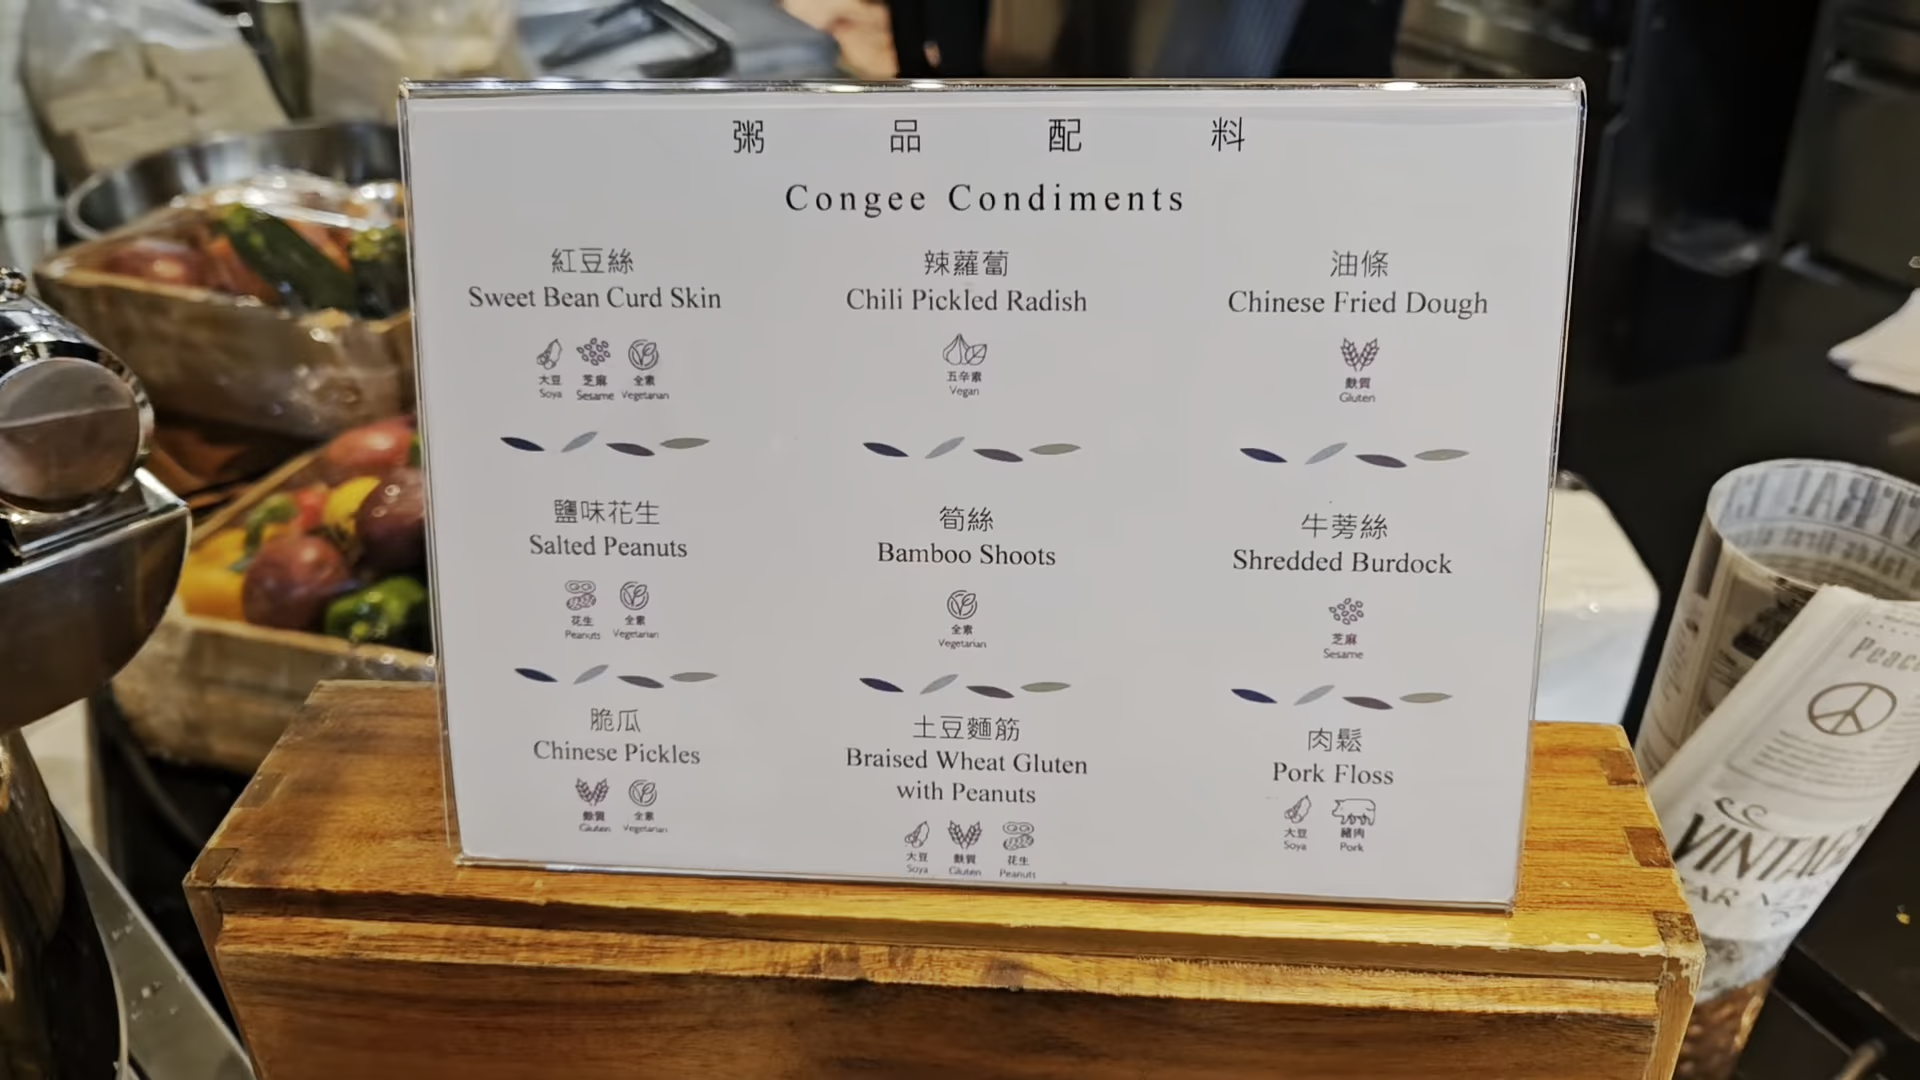 粥品配料
Congee Condiments
紅豆絲
Sweet Bean Curd Skin
大豆 芝麻 全素
Soya Sesame Vegetarian
辣蘿蔔
Chili Pickled Radish
五辛素
Vegan
油條
Chinese Fried Dough
麩質
Gluten
鹽味花生
Salted Peanuts
花生 全素
Peanuts Vegetarian
筍絲
Bamboo Shoots
全素
Vegetarian
牛蒡絲
Shredded Burdock
芝麻
Sesame
脆瓜
Chinese Pickles
麩質 全素
Gluten Vegetarian
土豆麵筋
Braised Wheat Gluten
with Peanuts
大豆 麩質 花生
Soya Gluten Peanuts
肉鬆
Pork Floss
大豆 豬肉
Soya Pork
Peac
VINTA